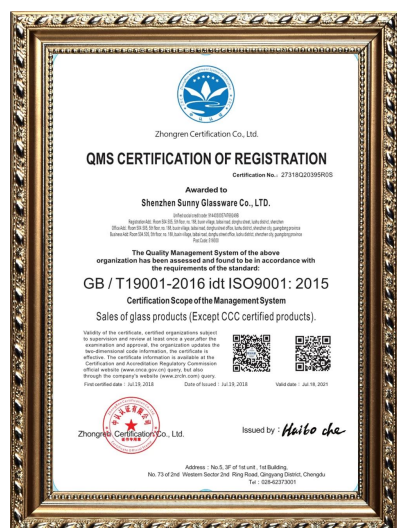 Zhongren Certification Co., Ltd.
QMS CERTIFICATION OF REGISTRATION
Certification No.: 27318Q20395R0S
Awarded to
Shenzhen Sunny Glassware Co., LTD.
The Quality Management System of the above
organization has been assessed and found to be in accordance with
the requirements of the standard:
GB / T19001-2016 idt ISO9001: 2015
Certification Scope of the Management System
Sales of glass products (Except CCC certified products).
Validity of the certificate, certified organizations subject
to supervision and review at least once a year,after the
examination and approval, the organization updates the
two-dimensional code information, the certificate is
effective. The certificate information is available at the
Certification and Accreditation Regulatory Commission
official website (www.cnca.gov.cn) query, but also
through the company's website (www.zrcln.com) query.
First certified date : Jul.19, 2018 Date of Issued : Jul.19, 2018 Valid date : Jul.18, 2021
Zhongren Certification Co., Ltd.
Issued by : Haibo che
Address : No.5, 3F of 1st unit , 1st Building,
No. 73 of 2nd Western Sector 2nd Ring Road, Qingyang District, Chengdu
Tel : 028-62373001